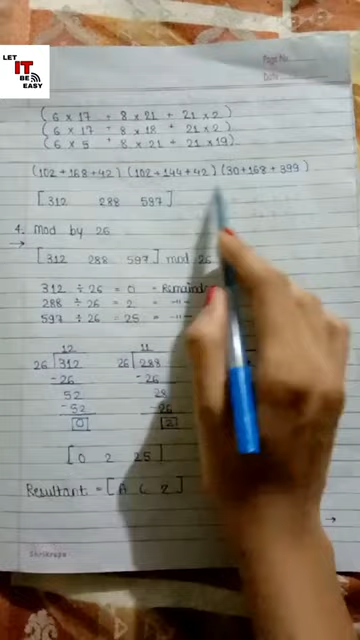 LET
IT
BE
EASY
Page No.
Date
(6 x 17 + 8 x 21 + 21 x 2)
(6 x 17 + 8 x 18 + 21 x 2)
(6 x 5 + 8 x 21 + 21 x 19)
(102+168+42) (102+144+42) (30+168+399)
[312 288 597]
4. Mod by 26
→
[312 288 597] mod 26
312 ÷ 26 = 0 = Remainder
288 ÷ 26 = 2 = -"-
597 ÷ 26 = 25 = -"-
12 11
26 312 26 288
-26 -26
52 28
-52 -26
0 2
[0 2 25]
Resultant = [A C Z]
→
Shrikrupa